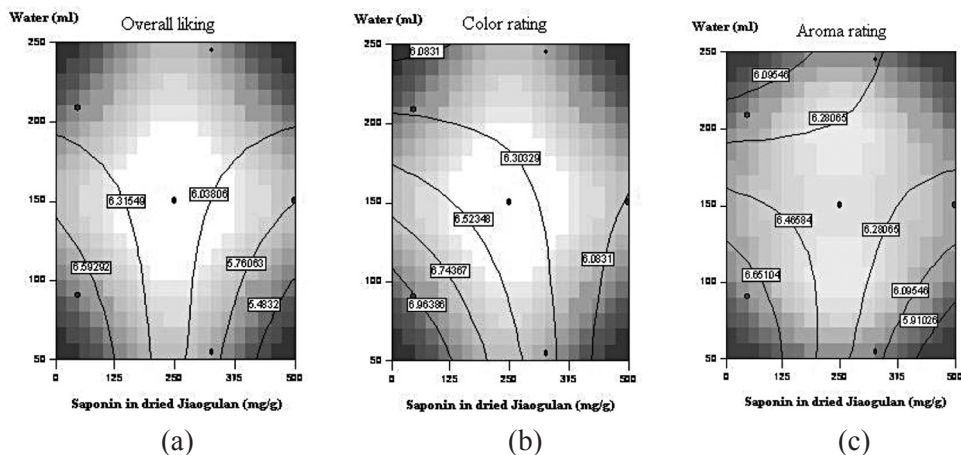 Water (ml) Overall liking
250
200
150
100
50
6.31549
6.03806
6.59292
5.76063
5.4832
0 125 250 375 500
Saponin in dried Jiaogulan (mg/g)
(a)
Water (ml) Color rating
250
200
150
100
50
6.0831
6.30329
6.52348
6.74367
6.0831
6.96386
0 125 250 375 500
Saponin in dried Jiaogulan (mg/g)
(b)
Water (ml) Aroma rating
250
200
150
100
50
6.09546
6.28065
6.46584
6.28065
6.65104
6.09546
5.91026
0 125 250 375 500
Saponin in dried Jiaogulan (mg/g)
(c)